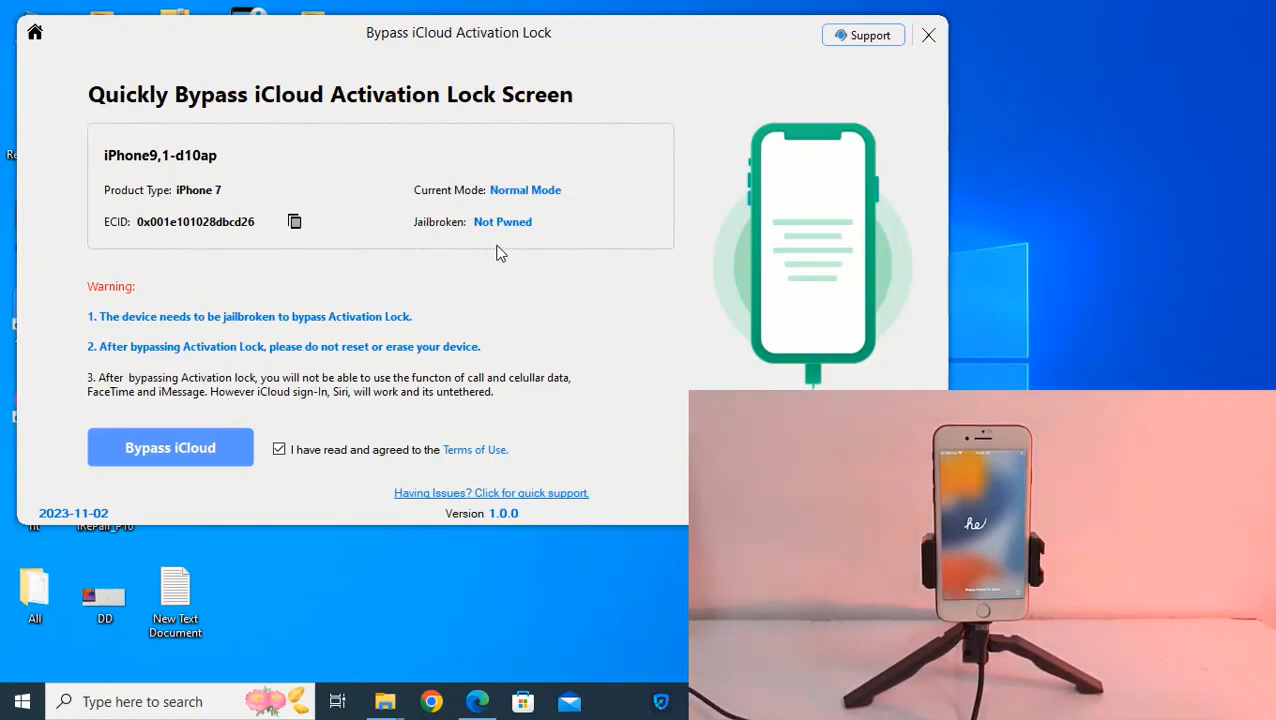 Bypass iCloud Activation Lock
Support
Quickly Bypass iCloud Activation Lock Screen
iPhone9,1-d10ap
Product Type: iPhone 7
Current Mode: Normal Mode
ECID: 0x001e101028dbcd26
Jailbroken: Not Pwned
Warning:
1. The device needs to be jailbroken to bypass Activation Lock.
2. After bypassing Activation Lock, please do not reset or erase your device.
3. After bypassing Activation lock, you will not be able to use the functon of call and celullar data,
FaceTime and iMessage. However iCloud sign-In, Siri, will work and its untethered.
Bypass iCloud
I have read and agreed to the Terms of Use.
Having Issues? Click for quick support.
2023-11-02
Version 1.0.0
he
All
DD
New Text
Document
Type here to search